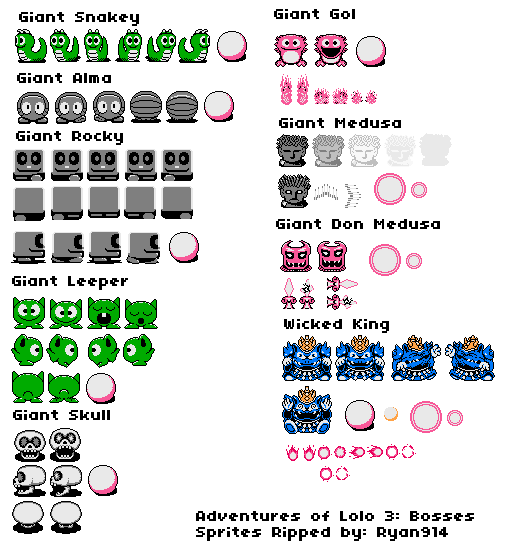 Giant Snakey
Giant Alma
Giant Rocky
Giant Leeper
Giant Skull
Giant Gol
Giant Medusa
Giant Don Medusa
Wicked King
Adventures of Lolo 3: Bosses
Sprites Ripped by: Ryan914